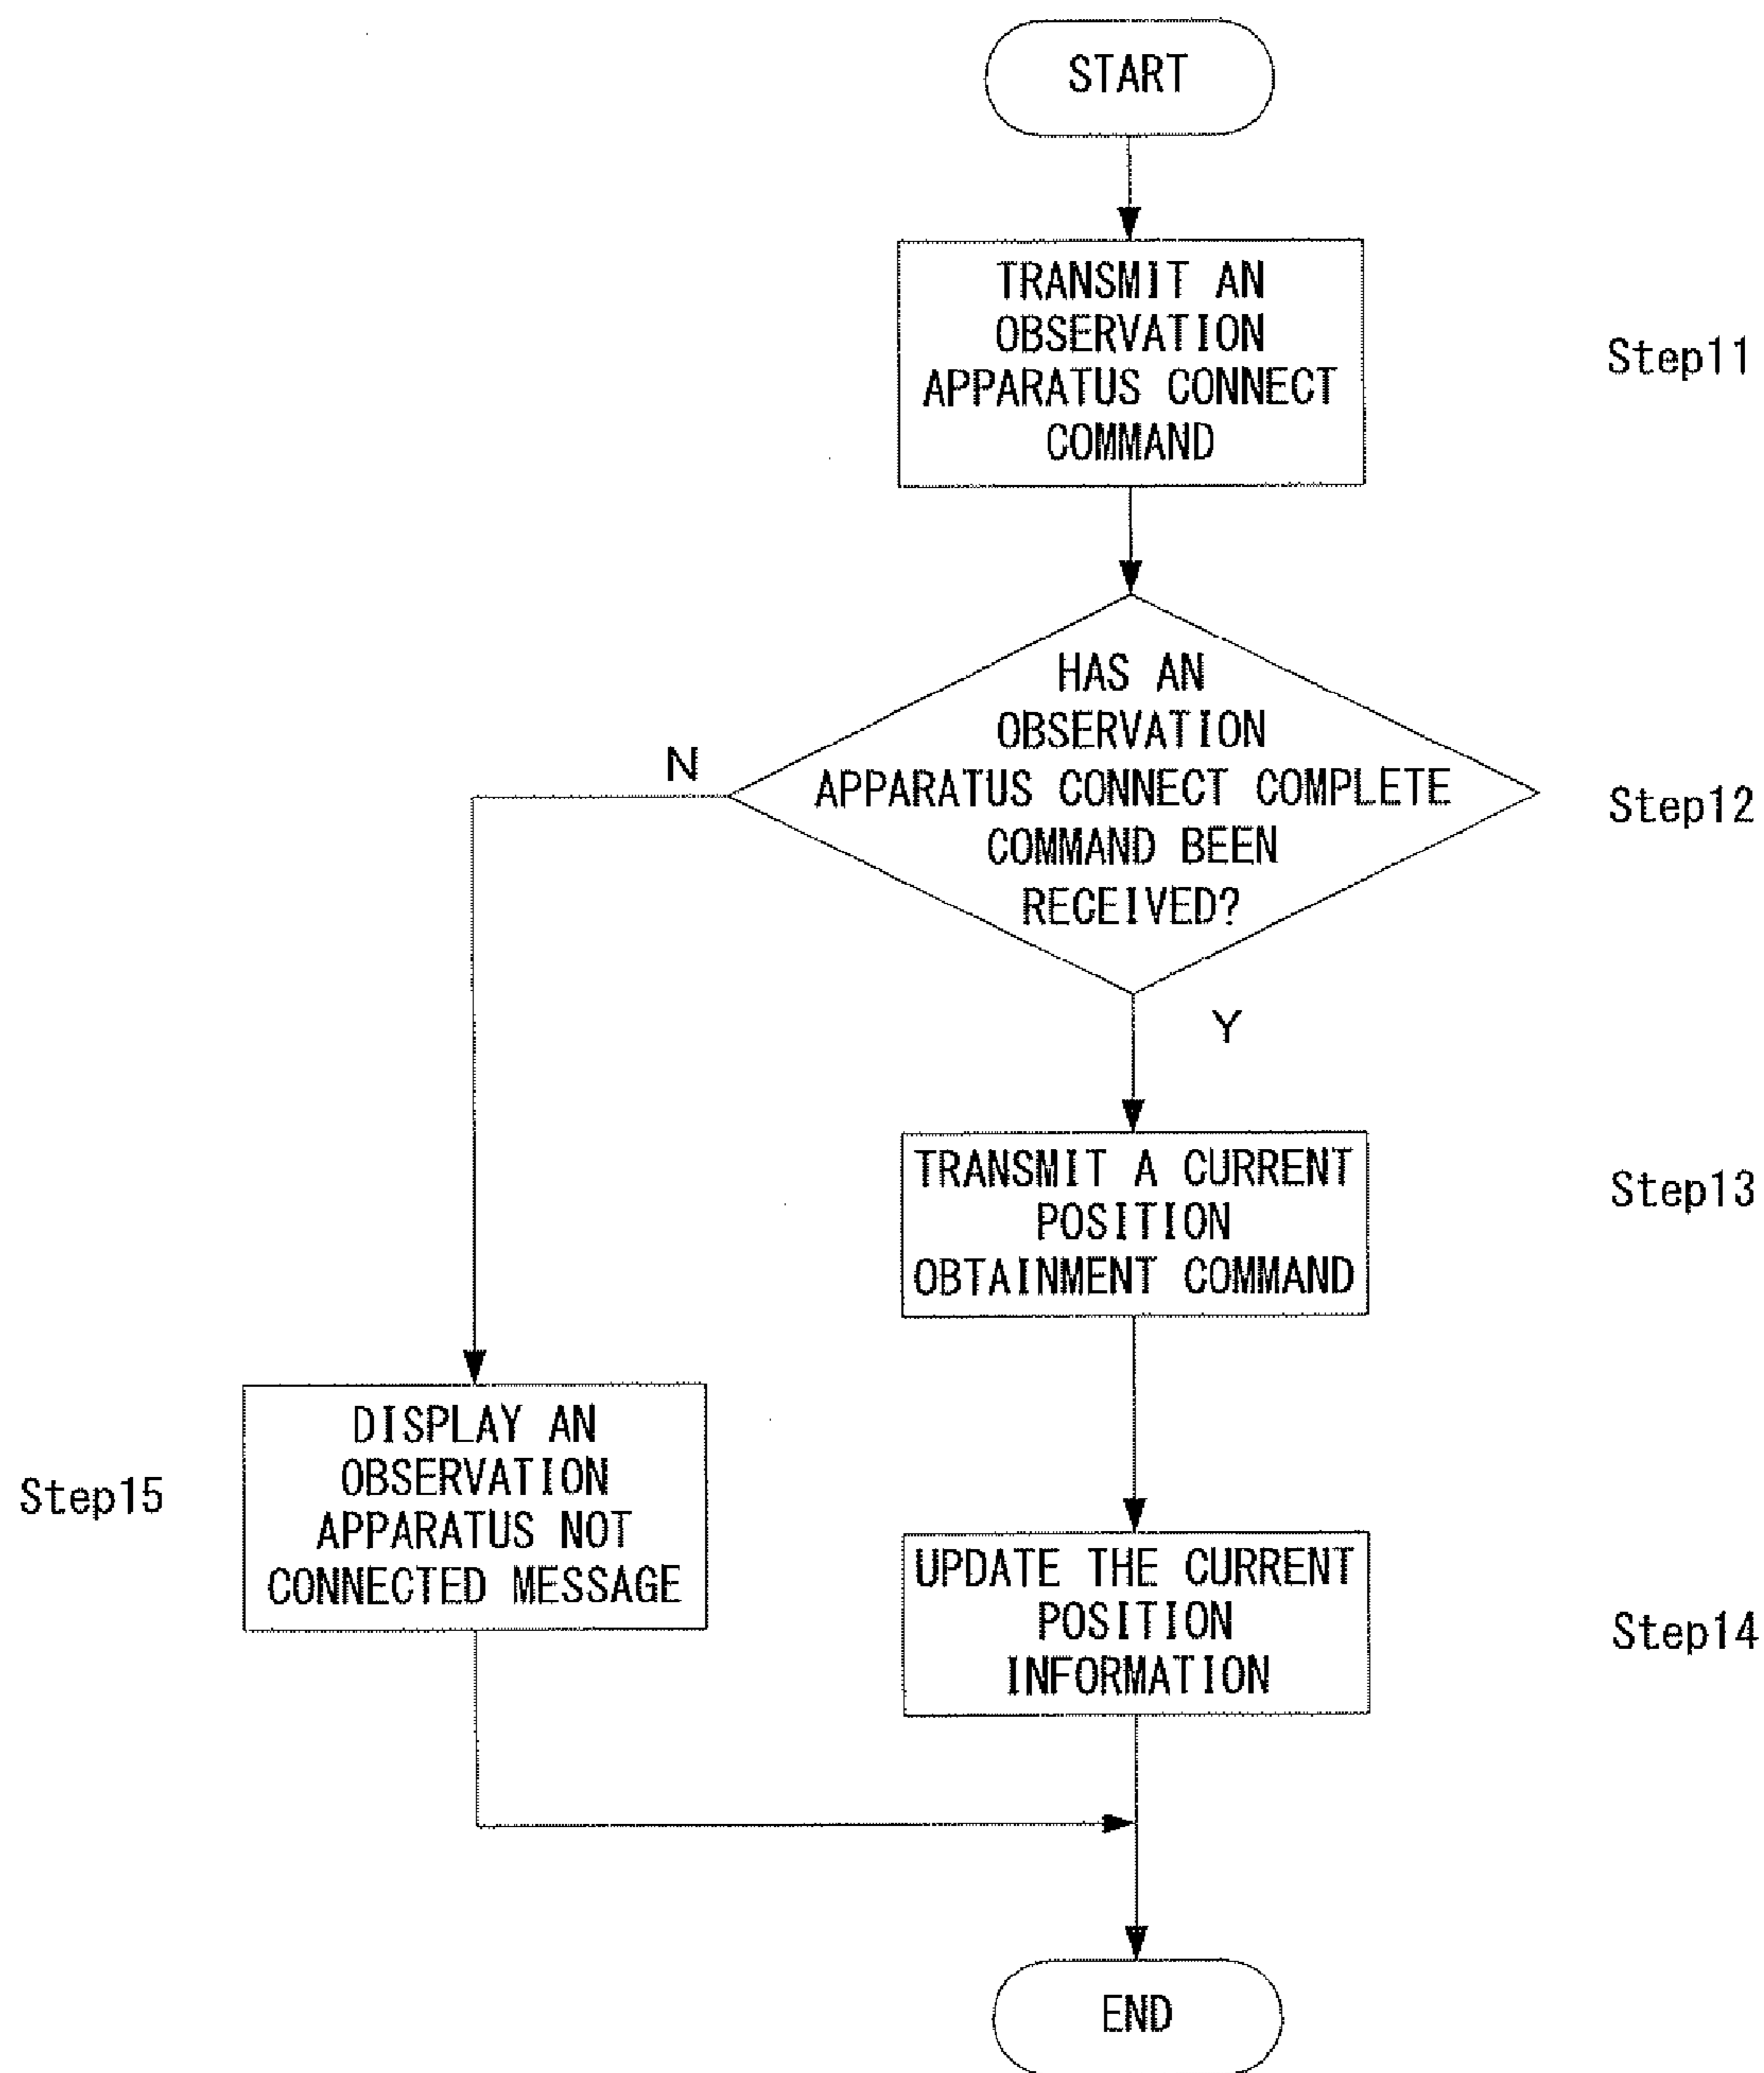 START
TRANSMIT AN
OBSERVATION
APPARATUS CONNECT
COMMAND
Step11
HAS AN
OBSERVATION
APPARATUS CONNECT COMPLETE
COMMAND BEEN
RECEIVED?
Step12
N
Y
TRANSMIT A CURRENT
POSITION
OBTAINMENT COMMAND
Step13
DISPLAY AN
OBSERVATION
APPARATUS NOT
CONNECTED MESSAGE
Step15
UPDATE THE CURRENT
POSITION
INFORMATION
Step14
END